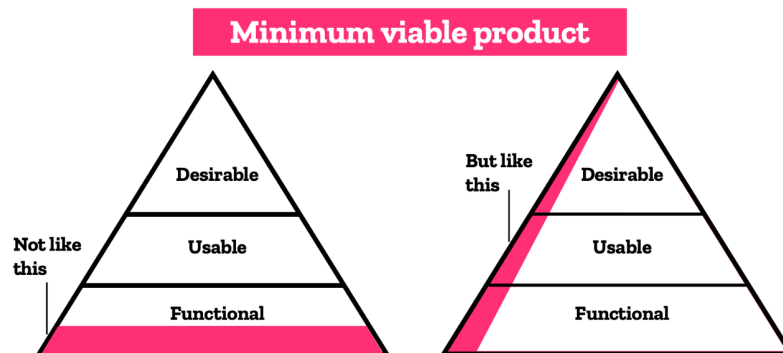 Minimum viable product
Desirable
Usable
Functional
Not like
this
Desirable
Usable
Functional
But like
this